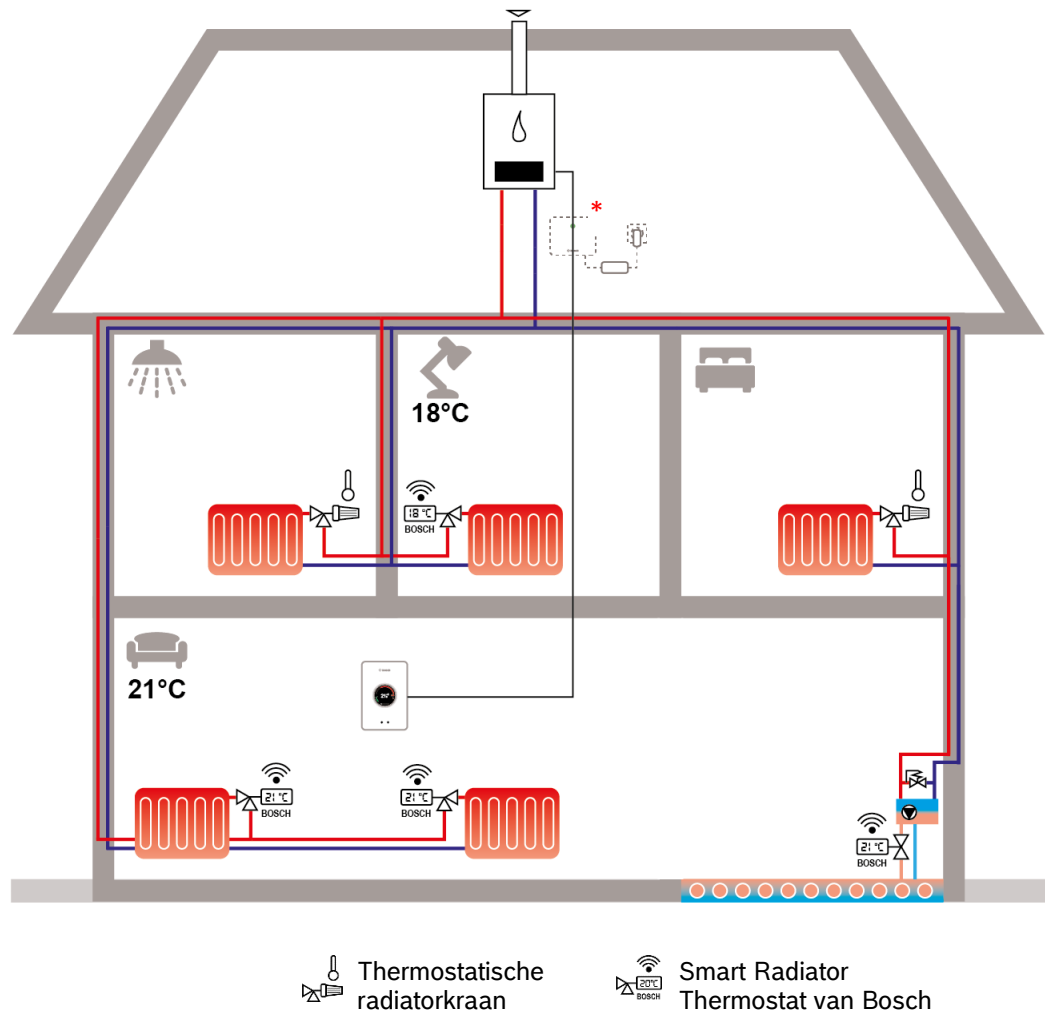 *
18°C
18 °C
BOSCH
21°C
21 °C
BOSCH
21 °C
BOSCH
21 °C
BOSCH
Thermostatische
radiatorkraan
20°C
BOSCH
Smart Radiator
Thermostat van Bosch